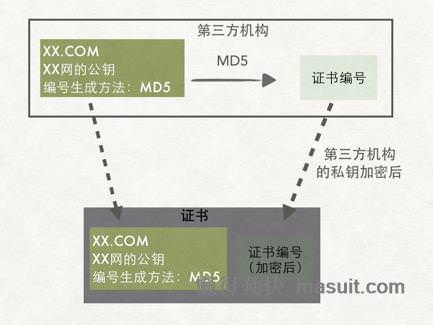 第三方机构
XX.COM
XX网的公钥
编号生成方法：MD5
MD5
证书编号
第三方机构
的私钥加密后
证书
XX.COM
XX网的公钥
编号生成方法：MD5
证书编号
（加密后）
masuit.com